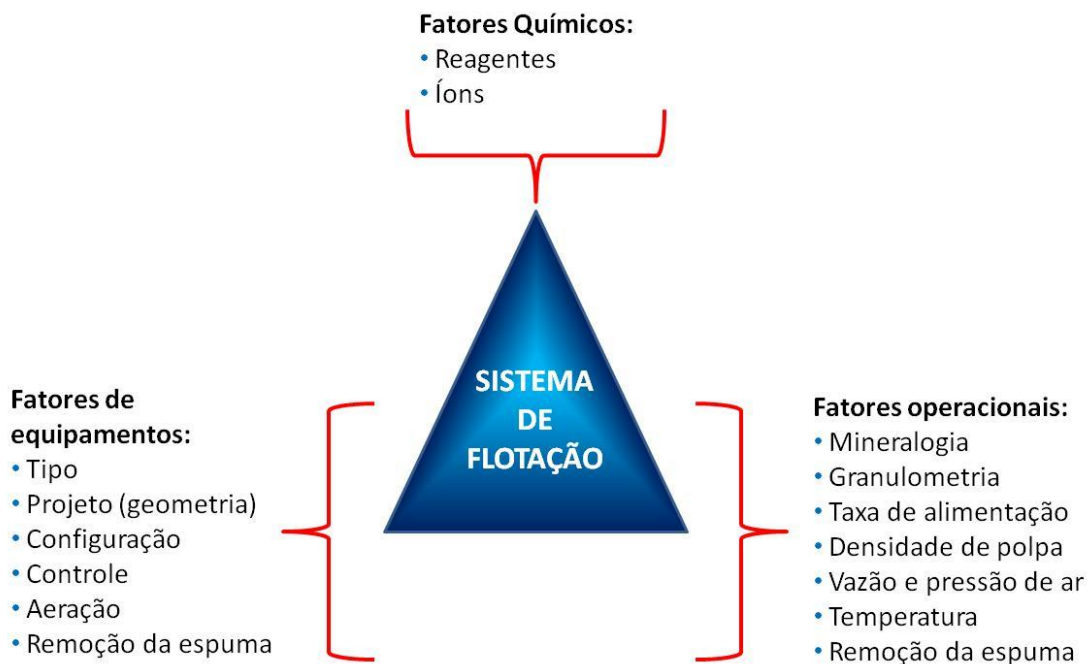 Fatores Químicos:
• Reagentes
• Íons
SISTEMA
DE
FLOTAÇÃO
Fatores de
equipamentos:
• Tipo
• Projeto (geometria)
• Configuração
• Controle
• Aeração
• Remoção da espuma
Fatores operacionais:
• Mineralogia
• Granulometria
• Taxa de alimentação
• Densidade de polpa
• Vazão e pressão de ar
• Temperatura
• Remoção da espuma